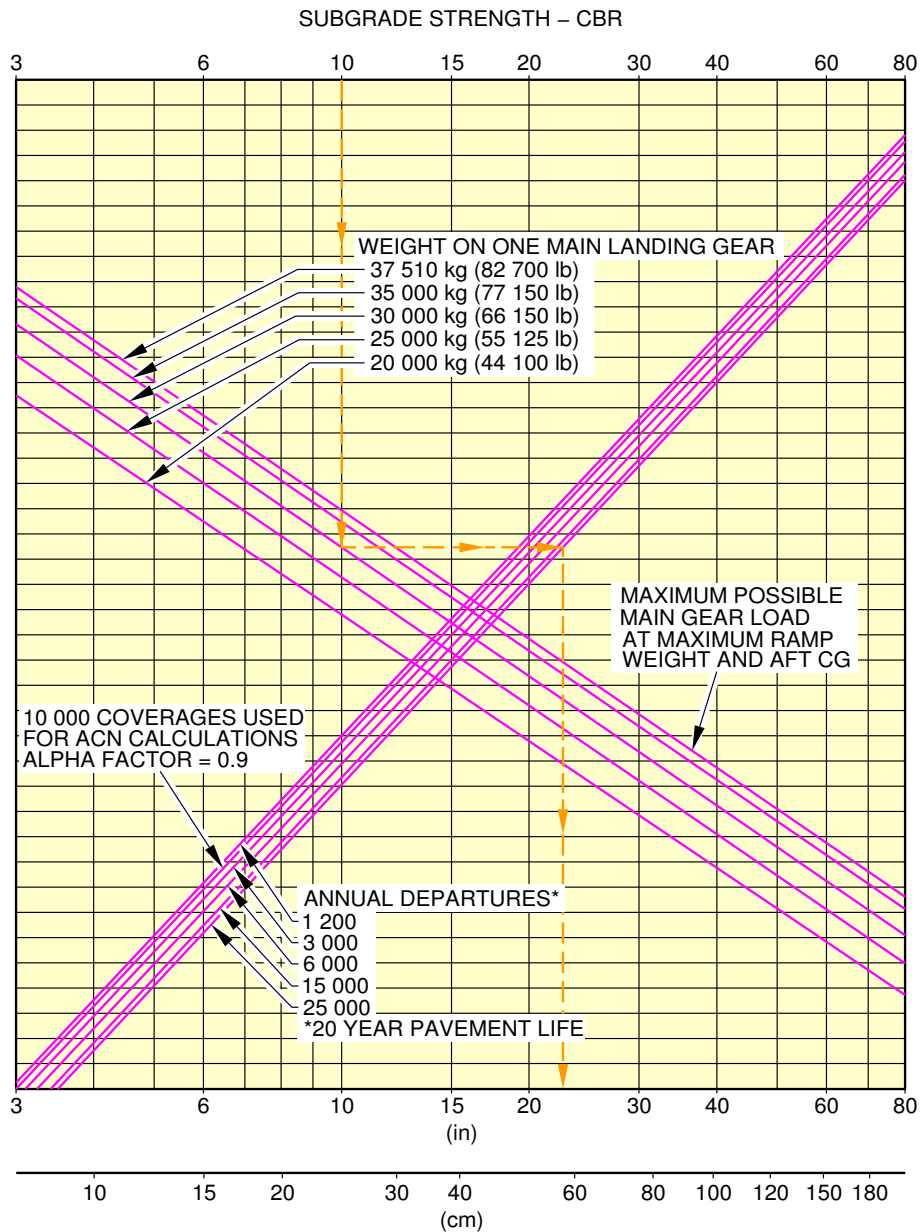 SUBGRADE STRENGTH – CBR
3 6 10 15 20 30 40 60 80
WEIGHT ON ONE MAIN LANDING GEAR
37 510 kg (82 700 lb)
35 000 kg (77 150 lb)
30 000 kg (66 150 lb)
25 000 kg (55 125 lb)
20 000 kg (44 100 lb)
MAXIMUM POSSIBLE
MAIN GEAR LOAD
AT MAXIMUM RAMP
WEIGHT AND AFT CG
10 000 COVERAGES USED
FOR ACN CALCULATIONS
ALPHA FACTOR = 0.9
ANNUAL DEPARTURES*
1 200
3 000
6 000
15 000
25 000
*20 YEAR PAVEMENT LIFE
3 6 10 15 20 30 40 60 80
(in)
10 15 20 30 40 60 80 100 120 150 180
(cm)